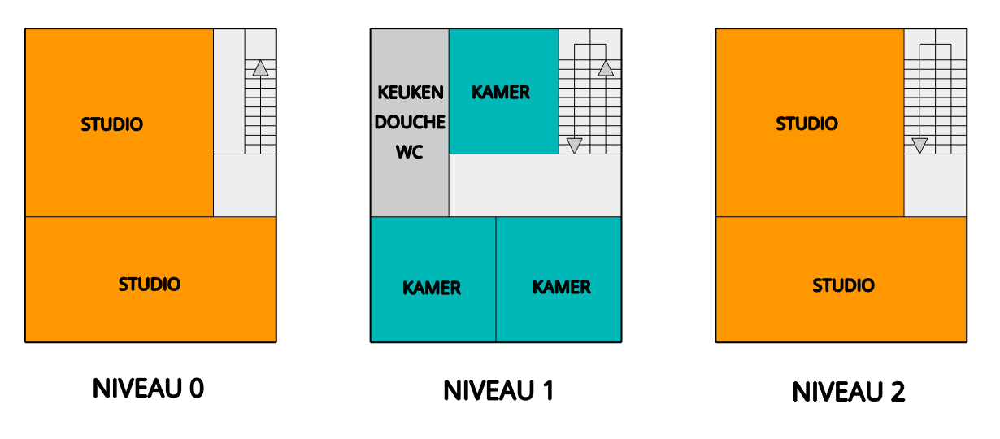 STUDIO
STUDIO
NIVEAU 0
KEUKEN
DOUCHE
WC
KAMER
KAMER
KAMER
NIVEAU 1
STUDIO
STUDIO
NIVEAU 2